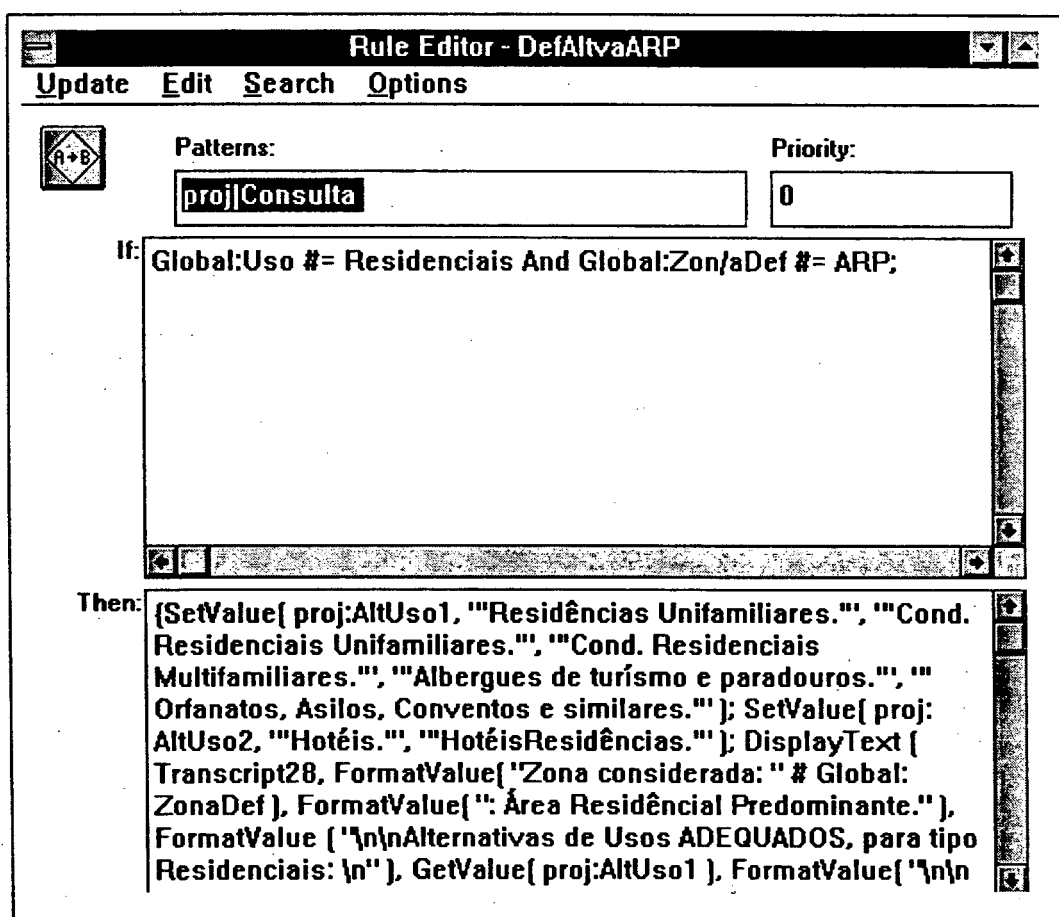 Rule Editor - DefAltvaARP
Update Edit Search Options
A→B
Patterns:
Priority:
proj|Consulta
0
If:
Global:Uso #= Residenciais And Global:Zon/aDef #= ARP;
Then:
{SetValue( proj:AltUso1, '"Residências Unifamiliares."', '"Cond.
Residenciais Unifamiliares."', '"Cond. Residenciais
Multifamiliares."', '"Albergues de turísmo e paradouros."', '"
Orfanatos, Asilos, Conventos e similares."' ); SetValue( proj:
AltUso2, '"Hotéis."', '"HotéisResidências."' ); DisplayText (
Transcript28, FormatValue( "Zona considerada: " # Global:
ZonaDef ), FormatValue( ": Área Residêncial Predominante." ),
FormatValue ( "\n\nAlternativas de Usos ADEQUADOS, para tipo
Residenciais: \n" ), GetValue( proj:AltUso1 ), FormatValue( "\n\n